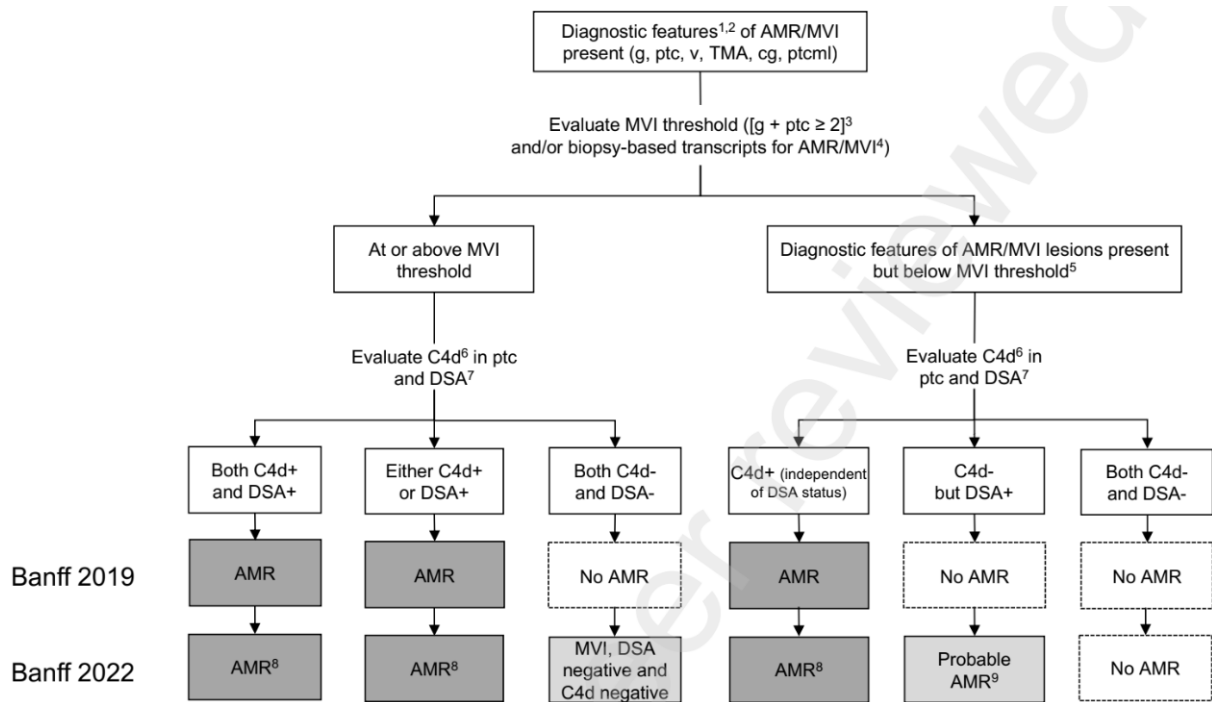 Diagnostic features¹,² of AMR/MVI
present (g, ptc, v, TMA, cg, ptcml)
Evaluate MVI threshold ([g + ptc ≥ 2]³
and/or biopsy-based transcripts for AMR/MVI⁴)
At or above MVI
threshold
Diagnostic features of AMR/MVI lesions present
but below MVI threshold⁵
Evaluate C4d⁶ in ptc
and DSA⁷
Evaluate C4d⁶ in
ptc and DSA⁷
Both C4d+
and DSA+
Either C4d+
or DSA+
Both C4d-
and DSA-
C4d+ (independent
of DSA status)
C4d-
but DSA+
Both C4d-
and DSA-
Banff 2019
AMR
AMR
No AMR
AMR
No AMR
No AMR
Banff 2022
AMR⁸
AMR⁸
MVI, DSA
negative and
C4d negative
AMR⁸
Probable
AMR⁹
No AMR
er reviewed